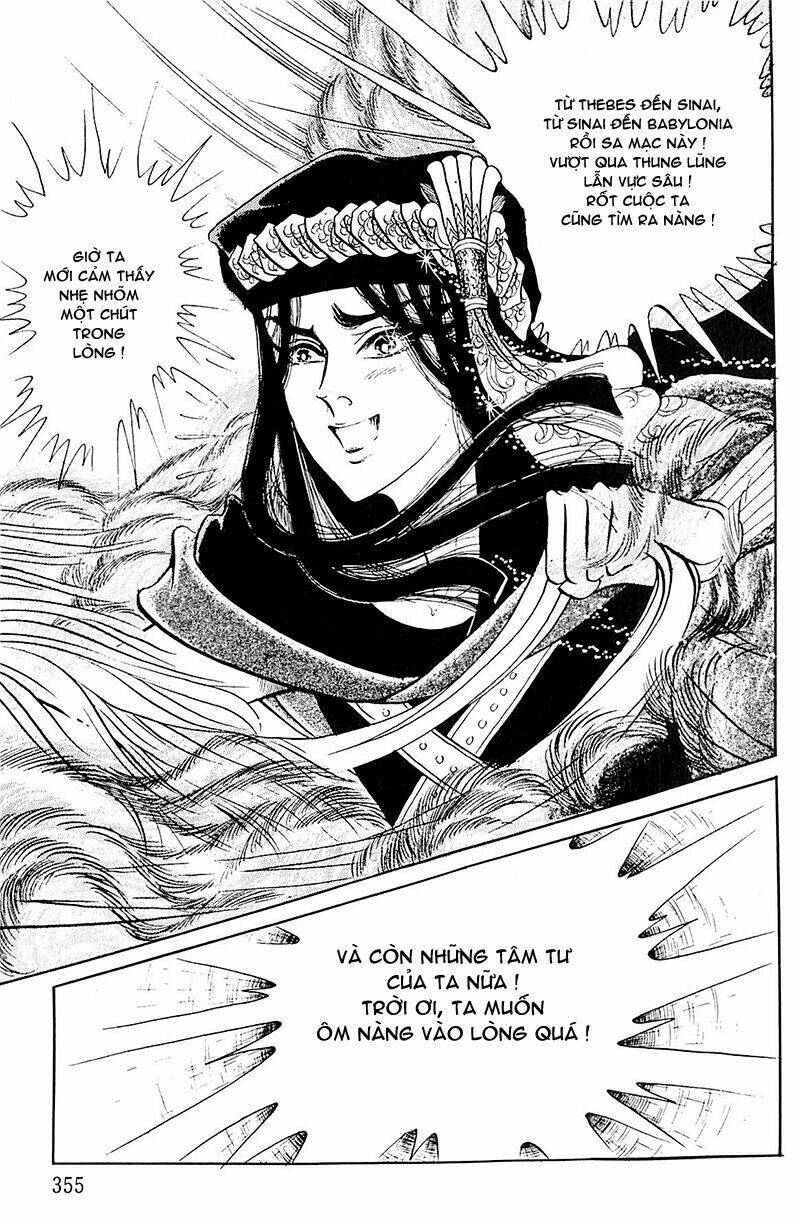 TỪ THEBES ĐẾN SINAI,
TỪ SINAI ĐẾN BABYLONIA
RỒI SA MẠC NÀY !
VƯỢT QUA THUNG LŨNG
LẪN VỰC SÂU !
RỐT CUỘC TA
CŨNG TÌM RA NÀNG !
GIỜ TA
MỚI CẢM THẤY
NHẸ NHÕM
MỘT CHÚT
TRONG
LÒNG !
VÀ CÒN NHỮNG TÂM TƯ
CỦA TA NỮA !
TRỜI ƠI, TA MUỐN
ÔM NÀNG VÀO LÒNG QUÁ !
355